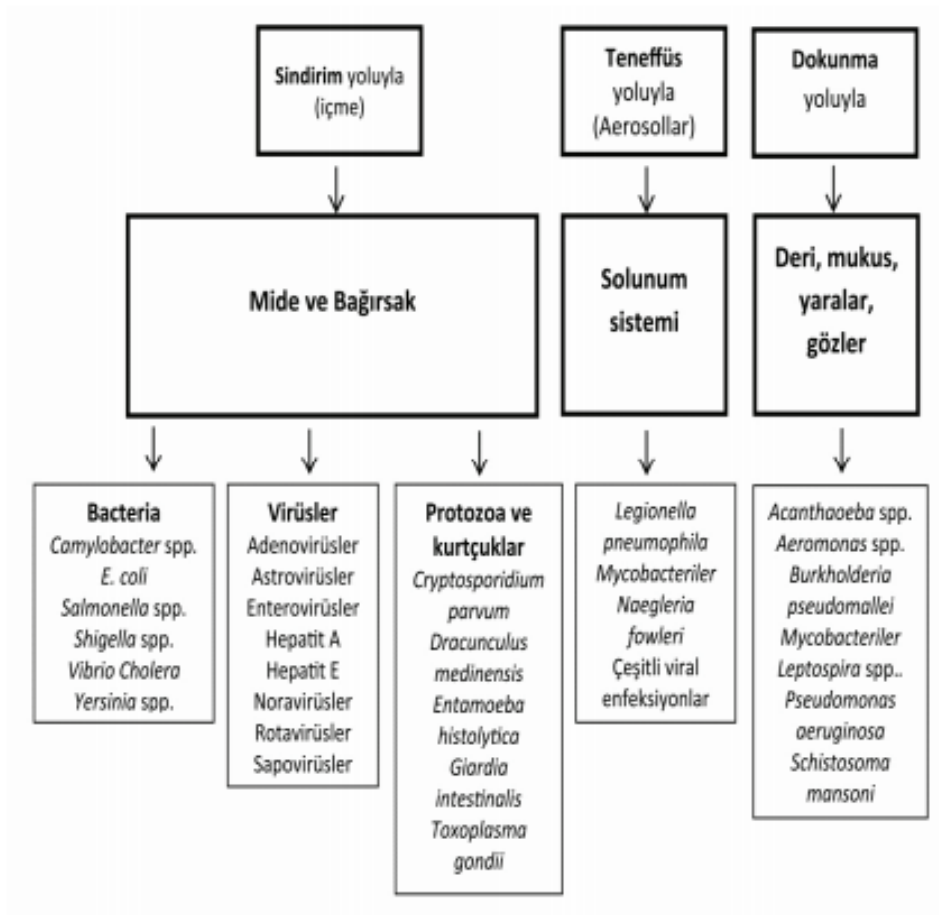 Sindirim yoluyla
(içme)
Teneffüs
yoluyla
(Aerosollar)
Dokunma
yoluyla
Mide ve Bağırsak
Solunum
sistemi
Deri, mukus,
yaralar,
gözler
Bacteria
Camylobacter spp.
E. coli
Salmonella spp.
Shigella spp.
Vibrio Cholera
Yersinia spp.
Virüsler
Adenovirüsler
Astrovirüsler
Enterovirüsler
Hepatit A
Hepatit E
Noravirüsler
Rotavirüsler
Sapovirüsler
Protozoa ve
kurtçuklar
Cryptosporidium
parvum
Dracunculus
medinensis
Entamoeba
histolytica
Giardia
intestinalis
Toxoplasma
gondii
Legionella
pneumophila
Mycobacteriler
Naegleria
fowleri
Çeşitli viral
enfeksiyonlar
Acanthaoeba spp.
Aeromonas spp.
Burkholderia
pseudomallei
Mycobacteriler
Leptospira spp..
Pseudomonas
aeruginosa
Schistosoma
mansoni